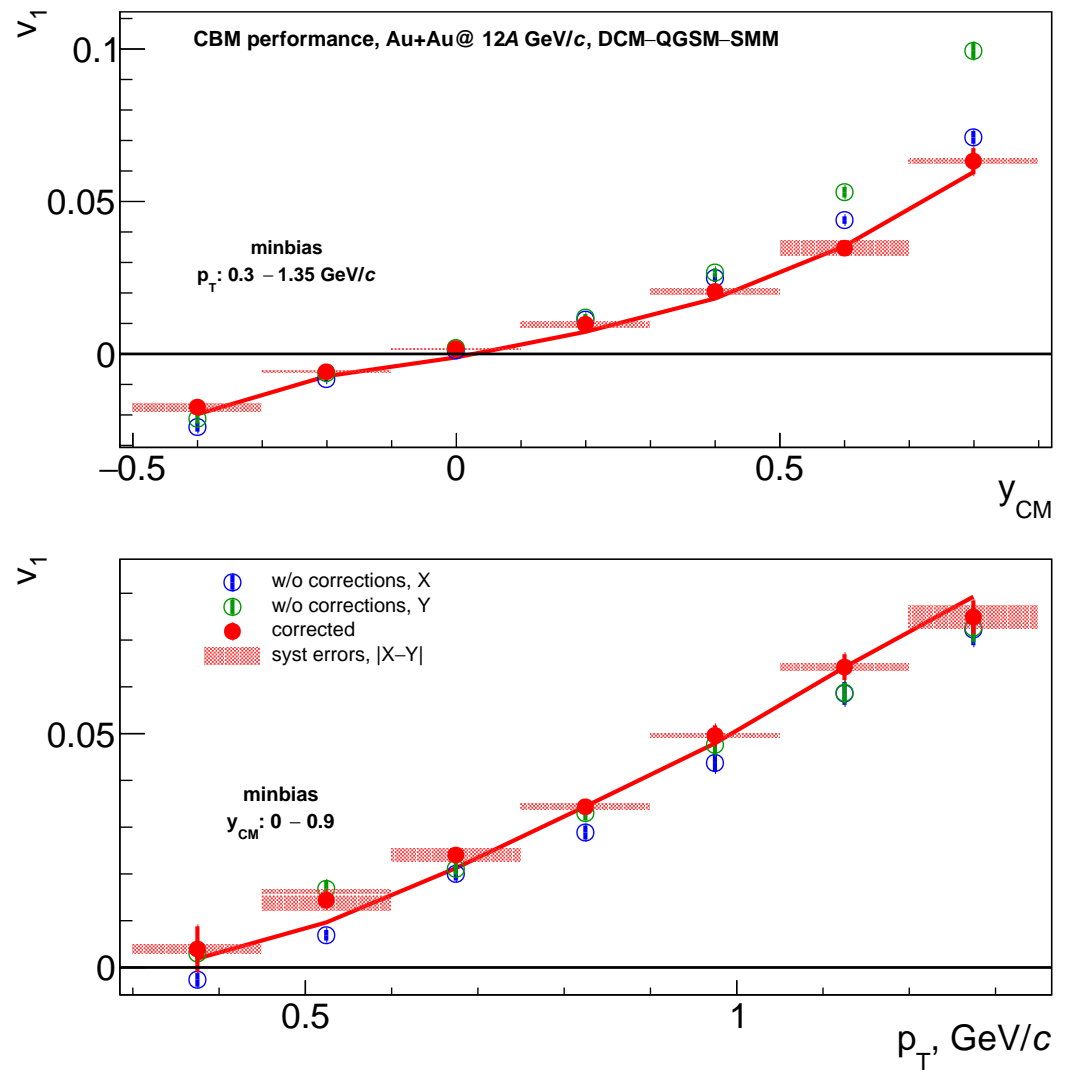 v1
CBM performance, Au+Au@ 12A GeV/c, DCM−QGSM−SMM
0.1
0.05
0
minbias
pT: 0.3 − 1.35 GeV/c
−0.5 0 0.5
yCM
v1
w/o corrections, X
w/o corrections, Y
corrected
syst errors, |X−Y|
0.05
0
minbias
yCM: 0 − 0.9
0.5 1
pT, GeV/c